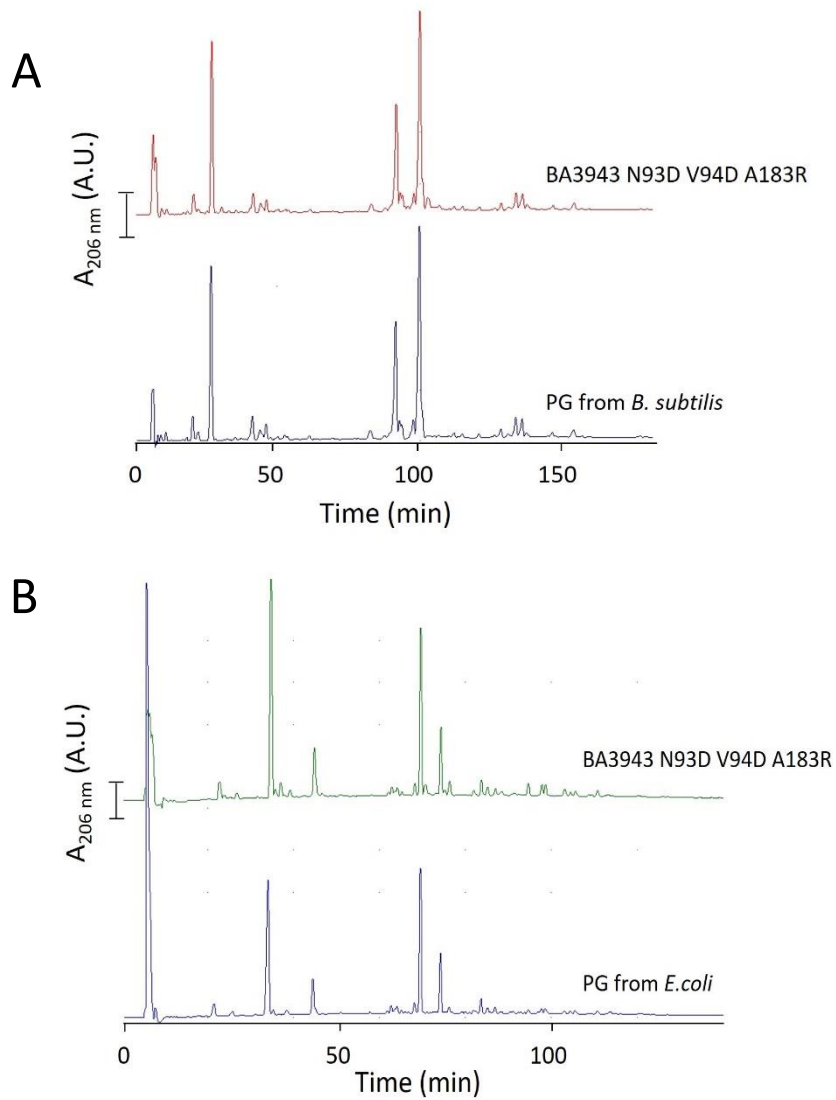 A
A206 nm (A.U.)
BA3943 N93D V94D A183R
PG from B. subtilis
0 50 100 150
Time (min)
B
A206 nm (A.U.)
BA3943 N93D V94D A183R
PG from E.coli
0 50 100
Time (min)